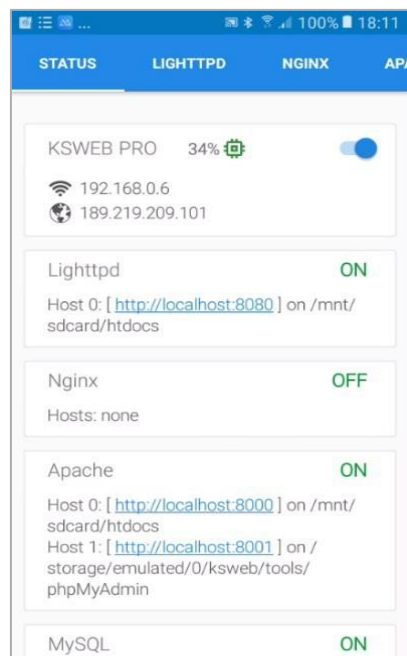 ... 100% 18:11
STATUS LIGHTTPD NGINX APA
KSWEB PRO 34%
192.168.0.6
189.219.209.101
Lighttpd ON
Host 0: [ http://localhost:8080 ] on /mnt/
sdcard/htdocs
Nginx OFF
Hosts: none
Apache ON
Host 0: [ http://localhost:8000 ] on /mnt/
sdcard/htdocs
Host 1: [ http://localhost:8001 ] on /
storage/emulated/0/ksweb/tools/
phpMyAdmin
MySQL ON